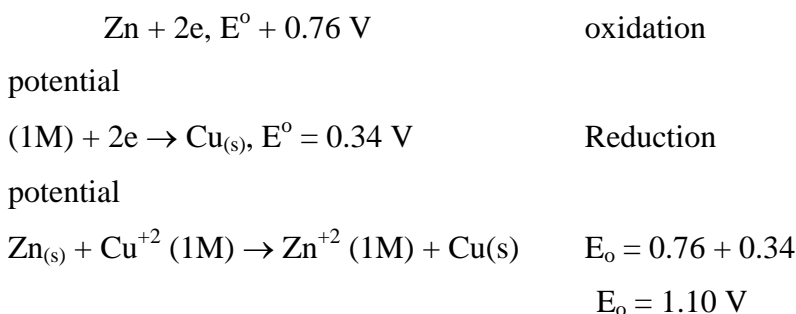 Zn + 2e, E° + 0.76 V oxidation
potential
(1M) + 2e → Cu(s), E° = 0.34 V Reduction
potential
Zn(s) + Cu⁺² (1M) → Zn⁺² (1M) + Cu(s) Eₒ = 0.76 + 0.34
Eₒ = 1.10 V